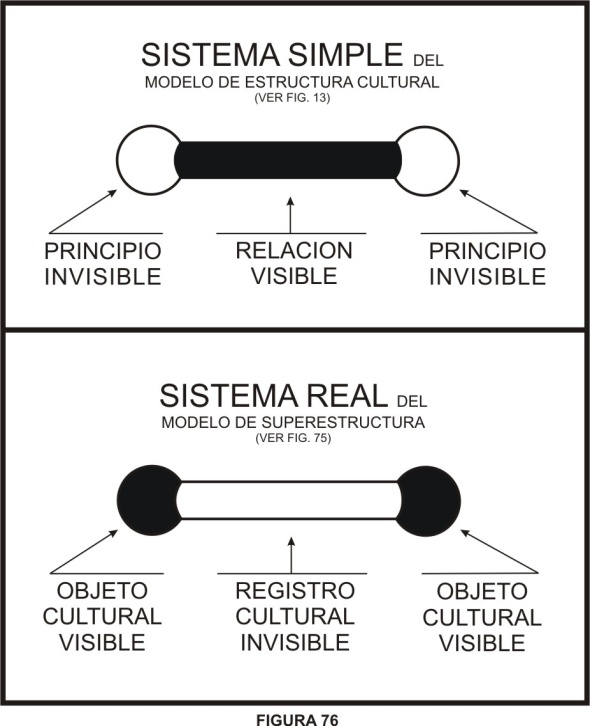 SISTEMA SIMPLE DEL
MODELO DE ESTRUCTURA CULTURAL
(VER FIG. 13)
PRINCIPIO
INVISIBLE
RELACION
VISIBLE
PRINCIPIO
INVISIBLE
SISTEMA REAL DEL
MODELO DE SUPERESTRUCTURA
(VER FIG. 75)
OBJETO
CULTURAL
VISIBLE
REGISTRO
CULTURAL
INVISIBLE
OBJETO
CULTURAL
VISIBLE
FIGURA 76